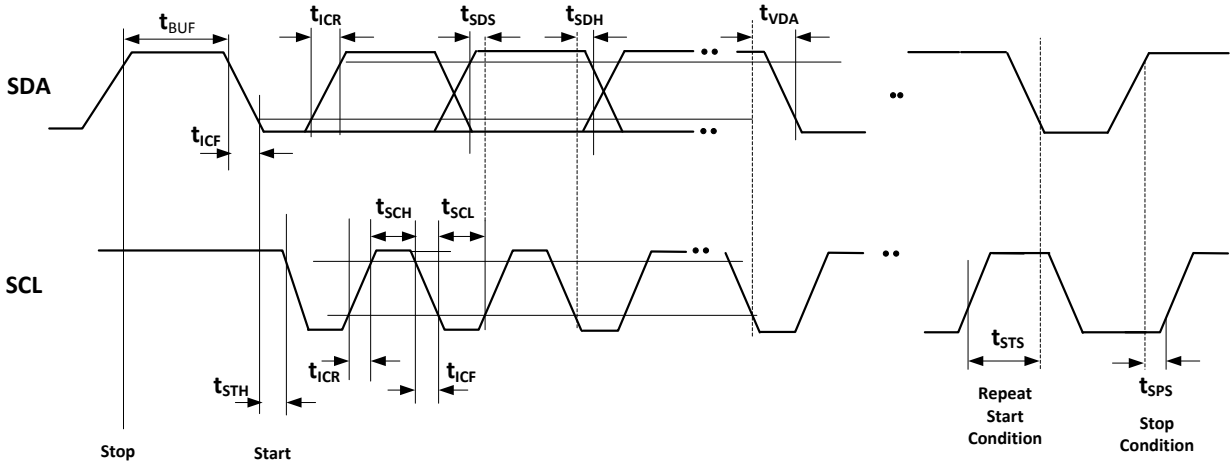 tBUF
tICR
tSDS
tSDH
tVDA
SDA
tICF
tSCH
tSCL
SCL
tSTH
tICR
tICF
tSTS
tSPS
Repeat
Start
Condition
Stop
Condition
Stop
Start